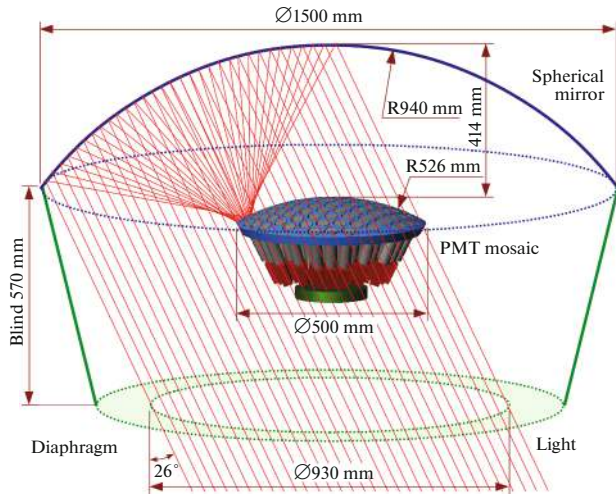 ∅1500 mm
Spherical
mirror
R940 mm
414 mm
R526 mm
PMT mosaic
Blind 570 mm
∅500 mm
Diaphragm
Light
26°
∅930 mm